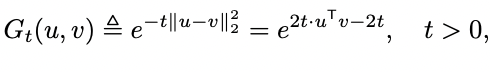 G_t(u, v) ≜ e^{-t‖u-v‖_2^2} = e^{2t·u^⊤v-2t}, t > 0,